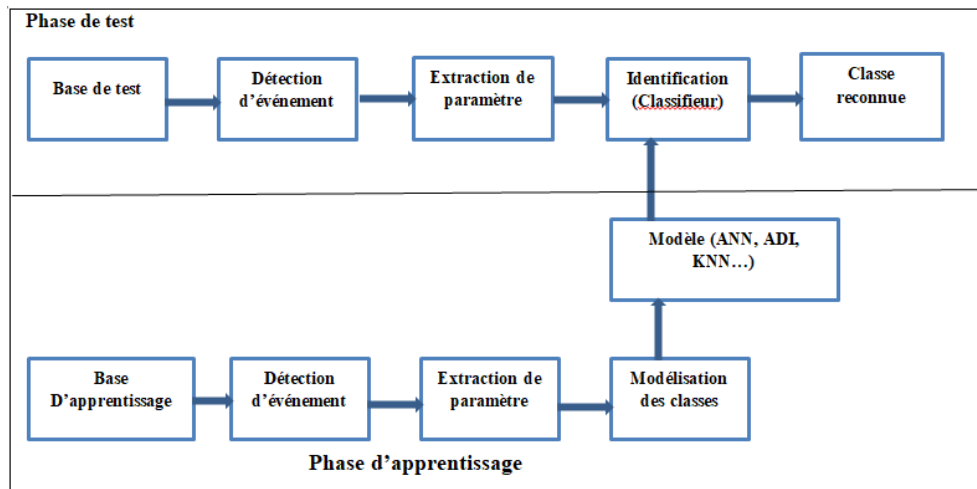 Phase de test
Base de test
Détection
d’événement
Extraction de
paramètre
Identification
(Classifieur)
Classe
reconnue
Modèle (ANN, ADI,
KNN…)
Base
D’apprentissage
Détection
d’événement
Extraction de
paramètre
Modélisation
des classes
Phase d’apprentissage